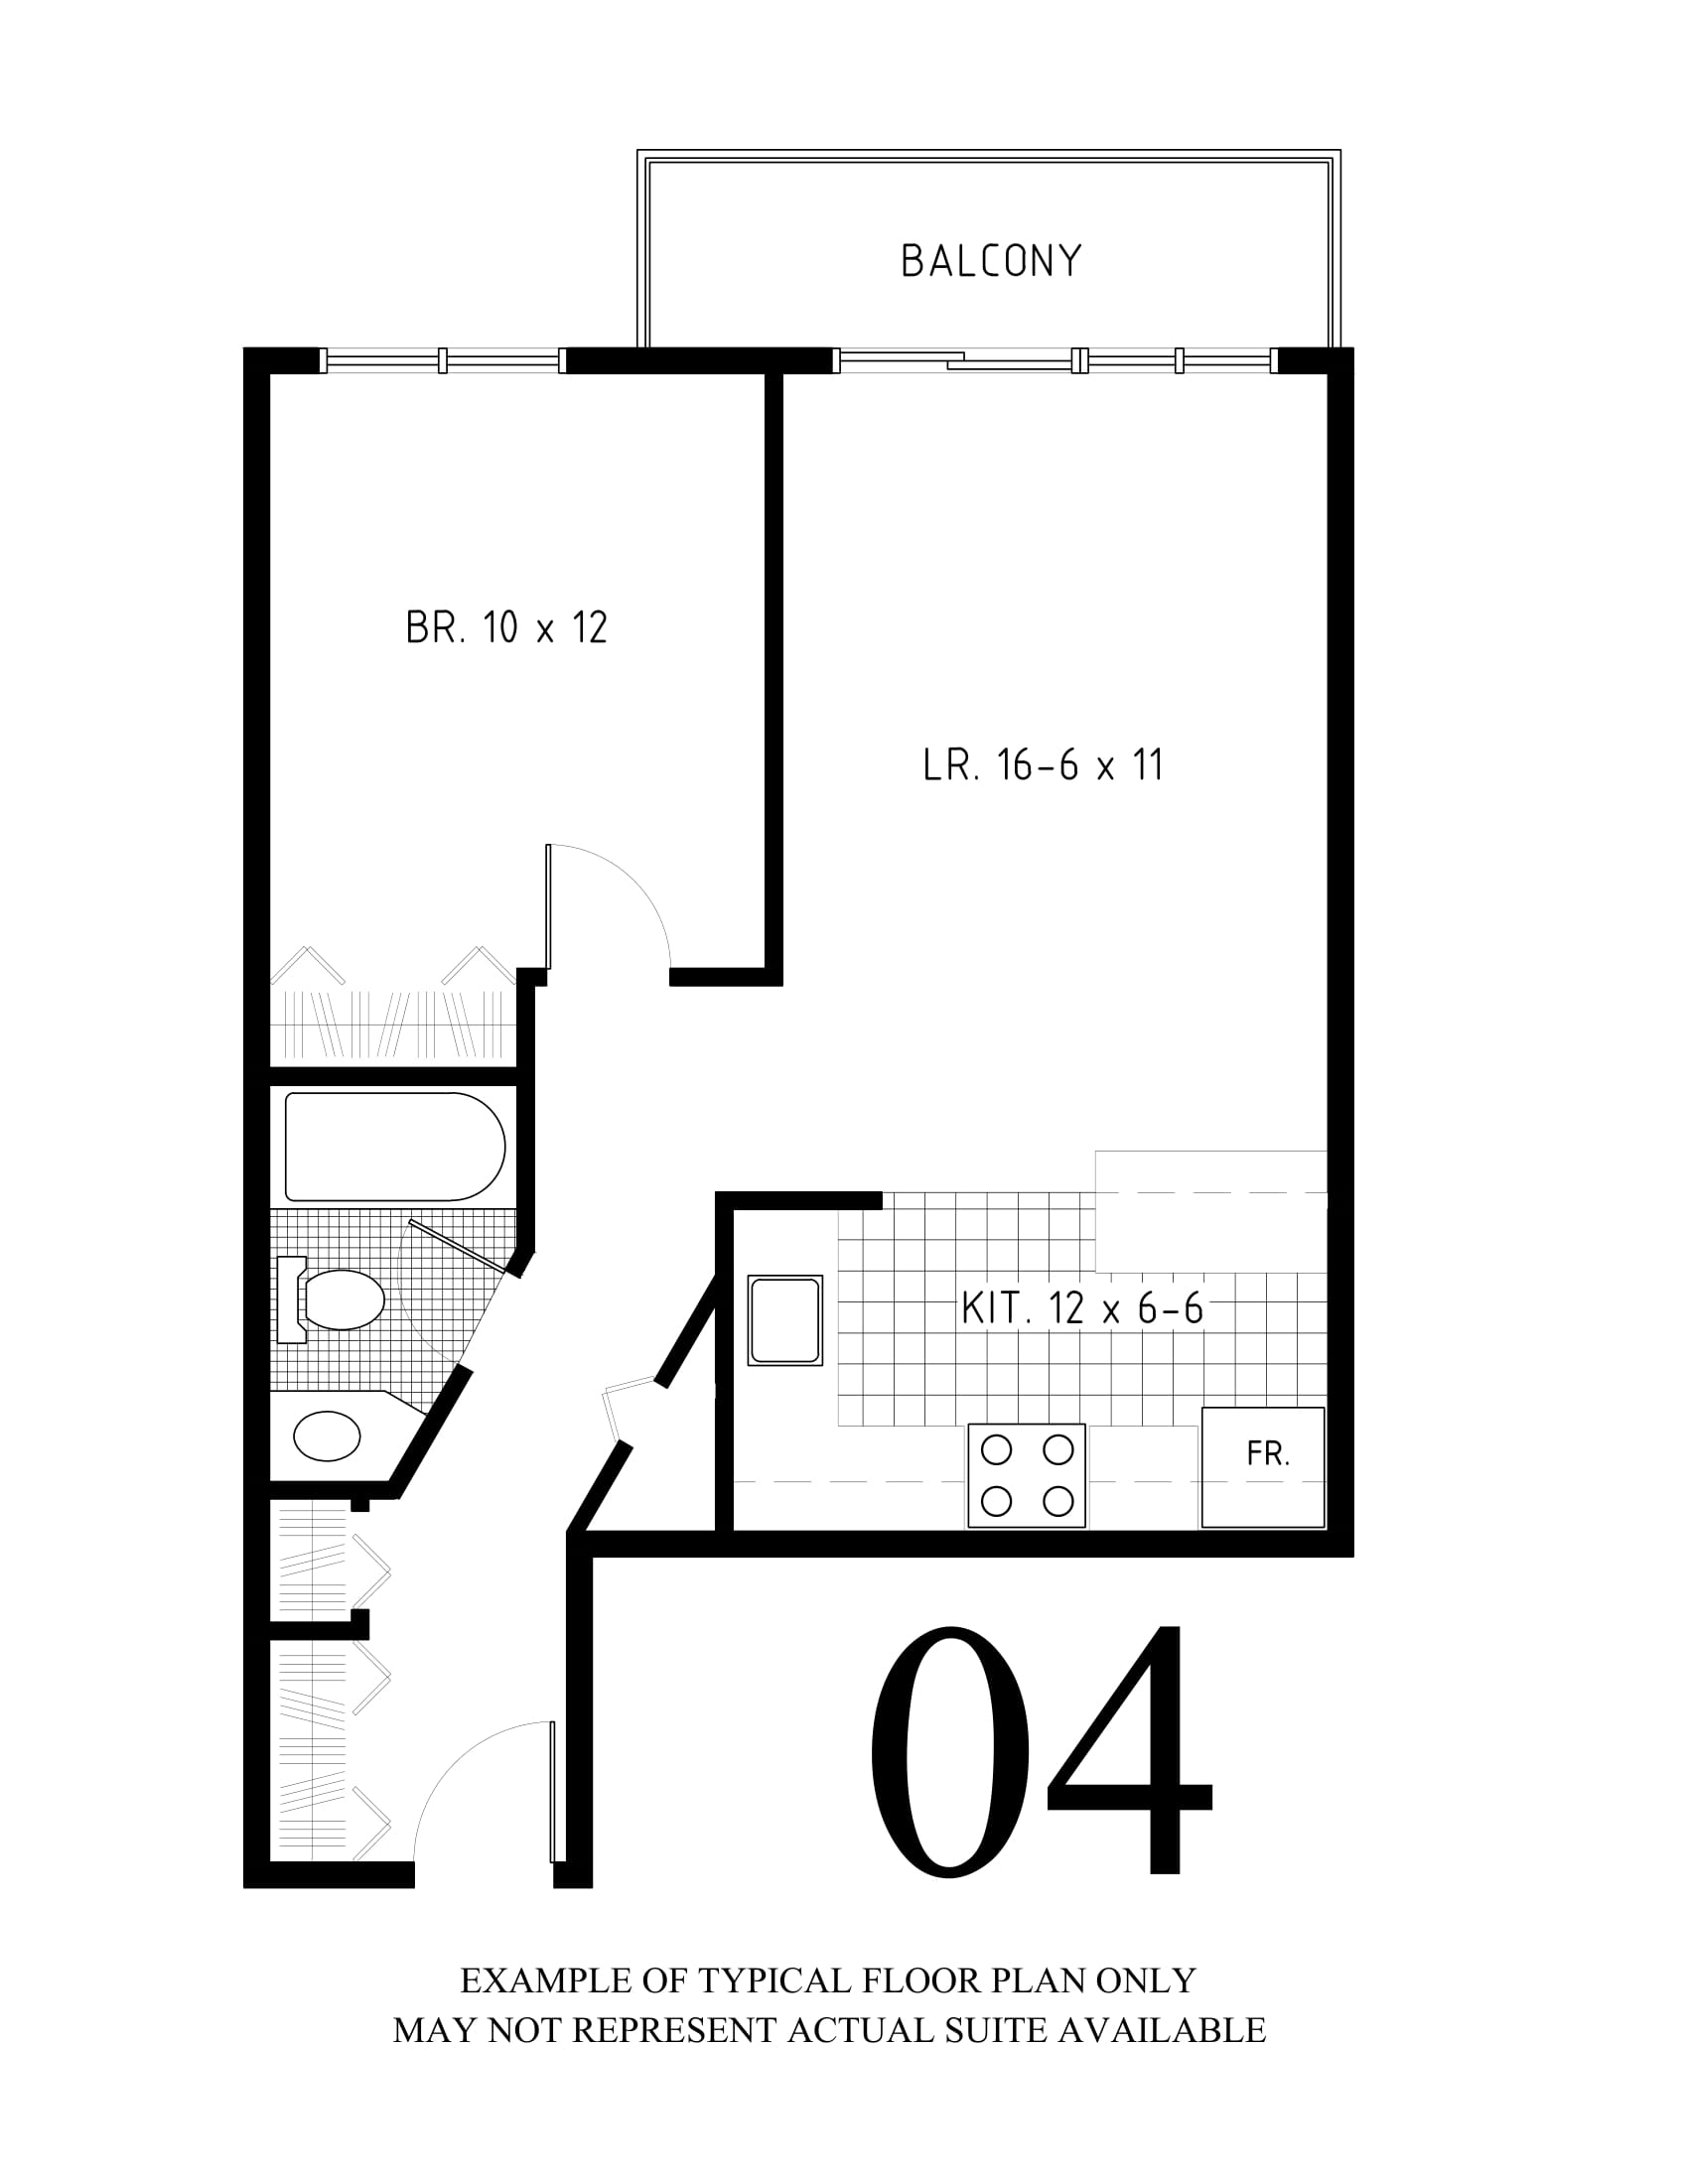 BALCONY
BR. 10 x 12
LR. 16-6 x 11
KIT. 12 x 6-6
FR.
04
EXAMPLE OF TYPICAL FLOOR PLAN ONLY
MAY NOT REPRESENT ACTUAL SUITE AVAILABLE